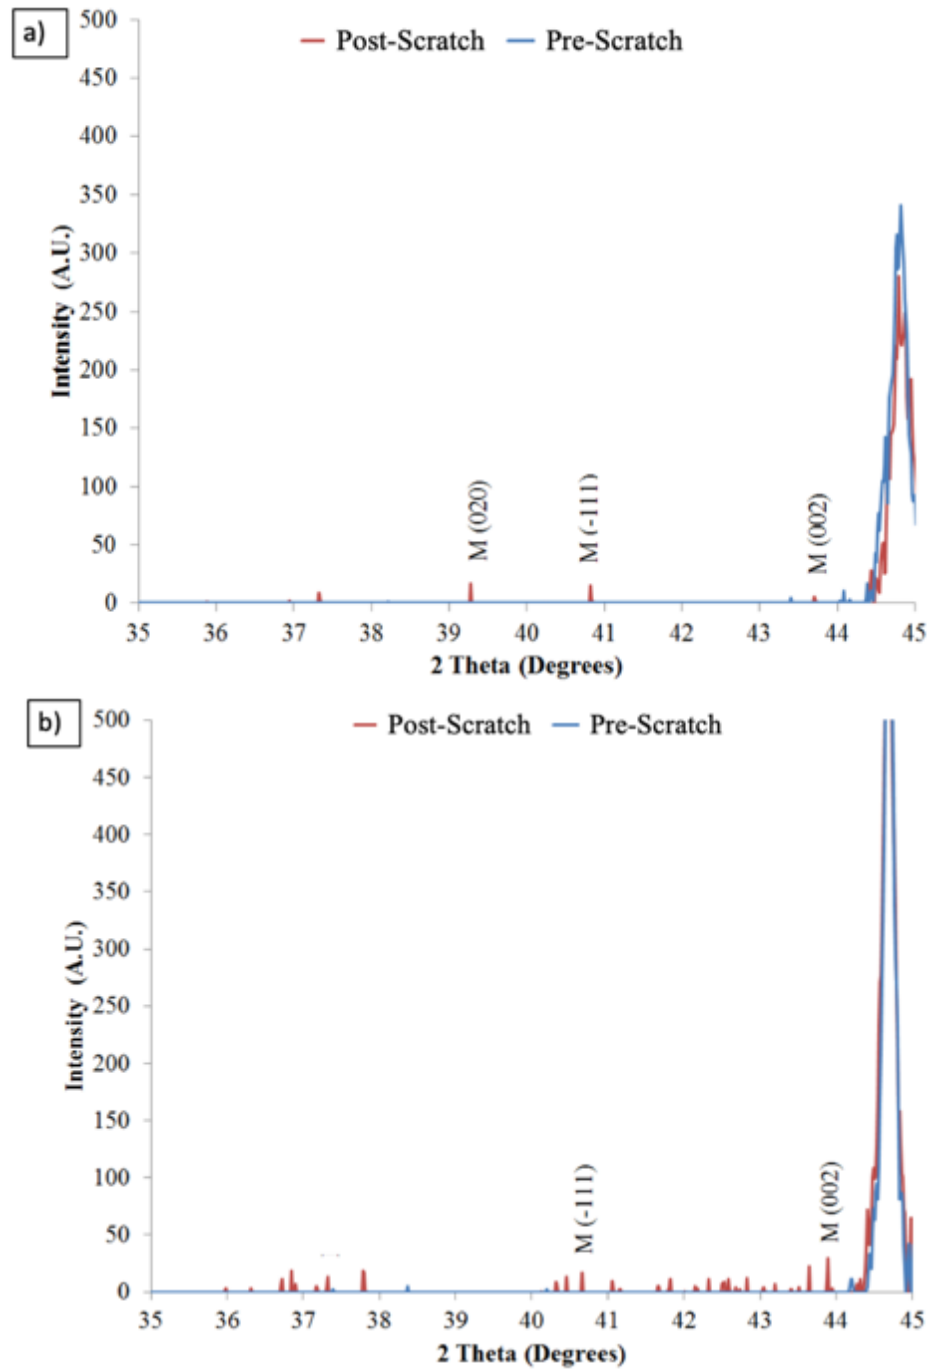 a)
Post-Scratch Pre-Scratch
500
450
400
350
300
250
200
150
100
50
0
Intensity (A.U.)
M (020)
M (-111)
M (002)
35 36 37 38 39 40 41 42 43 44 45
2 Theta (Degrees)
b)
Post-Scratch Pre-Scratch
500
450
400
350
300
250
200
150
100
50
0
Intensity (A.U.)
M (-111)
M (002)
35 36 37 38 39 40 41 42 43 44 45
2 Theta (Degrees)